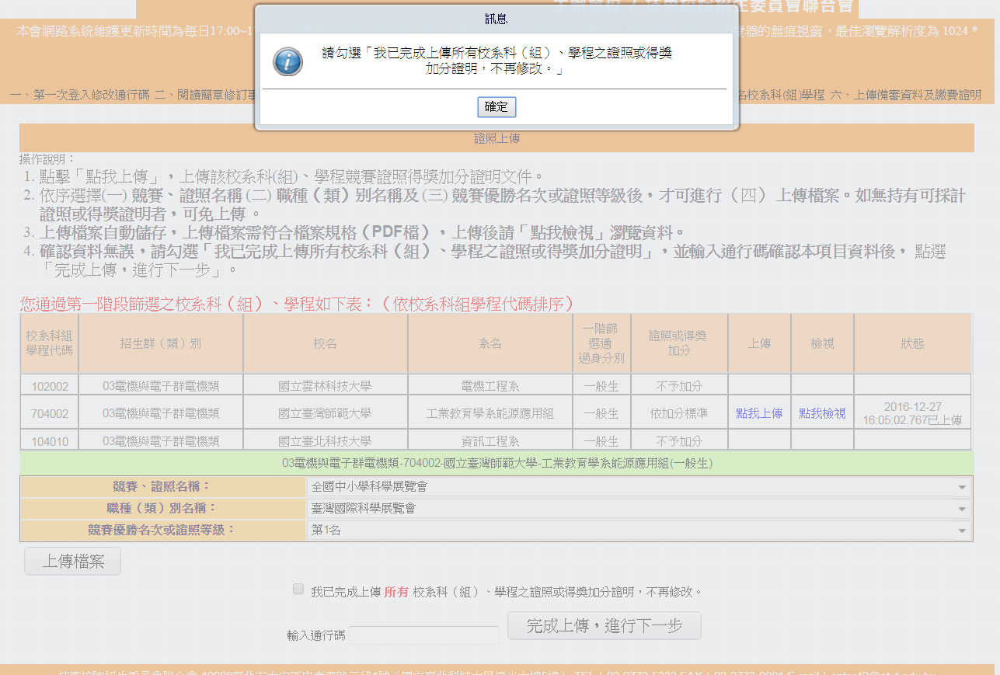 委員會聯合會
訊息
本會網路系統維護更新時間為每日17:00~1
覽器的無痕視窗,最佳瀏覽解析度為 1024 *
請勾選「我已完成上傳所有校系科(組)、學程之證照或得獎
加分證明,不再修改。」
確定
一、第一次登入修改通行碼 二、閱讀簡章修訂事
名校系科(組)學程 六、上傳備審資料及繳費證明
證照上傳
操作說明:
1. 點擊「點我上傳」,上傳該校系科(組)、學程競賽證照得獎加分證明文件。
2. 依序選擇(一) 競賽、證照名稱 (二) 職種(類)別名稱及 (三) 競賽優勝名次或證照等級後,才可進行(四) 上傳檔案。如無持有可採計
證照或得獎證明者,可免上傳 。
3. 上傳檔案自動儲存,上傳檔案需符合檔案規格(PDF檔),上傳後請「點我檢視」瀏覽資料。
4. 確認資料無誤,請勾選「我已完成上傳所有校系科(組)、學程之證照或得獎加分證明」,並輸入通行碼確認本項目資料後, 點選
「完成上傳,進行下一步」。
您通過第一階段篩選之校系科(組)、學程如下表:(依校系科組學程代碼排序)
校系科組
學程代碼
招生群(類)別
校名
系名
一階篩
選通
過身分別
證照或得獎
加分
上傳
檢視
狀態
102002 03電機與電子群電機類 國立雲林科技大學 電機工程系 一般生 不予加分
704002 03電機與電子群電機類 國立臺灣師範大學 工業教育學系能源應用組 一般生 依加分標準 點我上傳 點我檢視 2016-12-27
16:05:02.767已上傳
104010 03電機與電子群電機類 國立臺北科技大學 資訊工程系 一般生 不予加分
03電機與電子群電機類-704002-國立臺灣師範大學-工業教育學系能源應用組(一般生)
競賽、證照名稱: 全國中小學科學展覽會
職種(類)別名稱: 臺灣國際科學展覽會
競賽優勝名次或證照等級: 第1名
上傳檔案
我已完成上傳 所有 校系科(組)、學程之證照或得獎加分證明,不再修改。
輸入通行碼
完成上傳,進行下一步